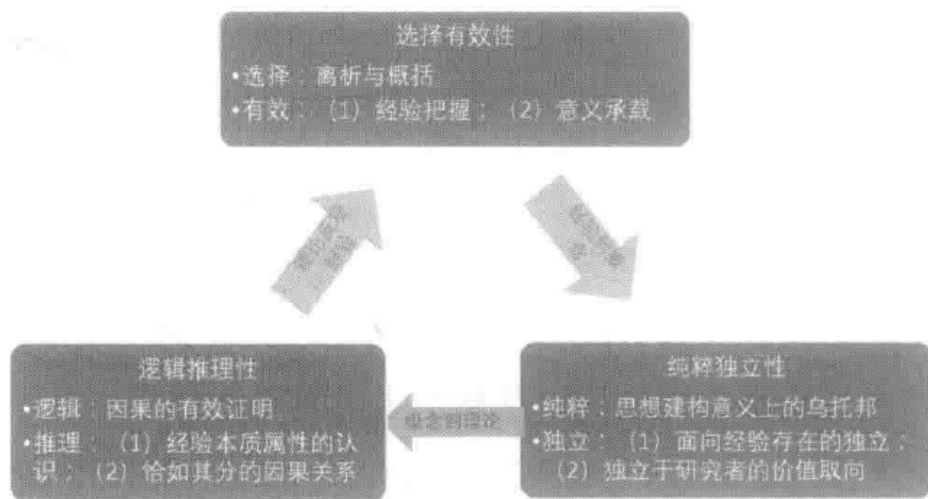 选择有效性
•选择：离析与概括
•有效：（1）经验把握；（2）意义承载
逻辑推理性
•逻辑：因果的有效证明
•推理：（1）经验本质属性的认
识；（2）恰如其分的因果关系
概念到理论
纯粹独立性
•纯粹：思想建构意义上的乌托邦
•独立：（1）面向经验存在的独立；
（2）独立于研究者的价值取向